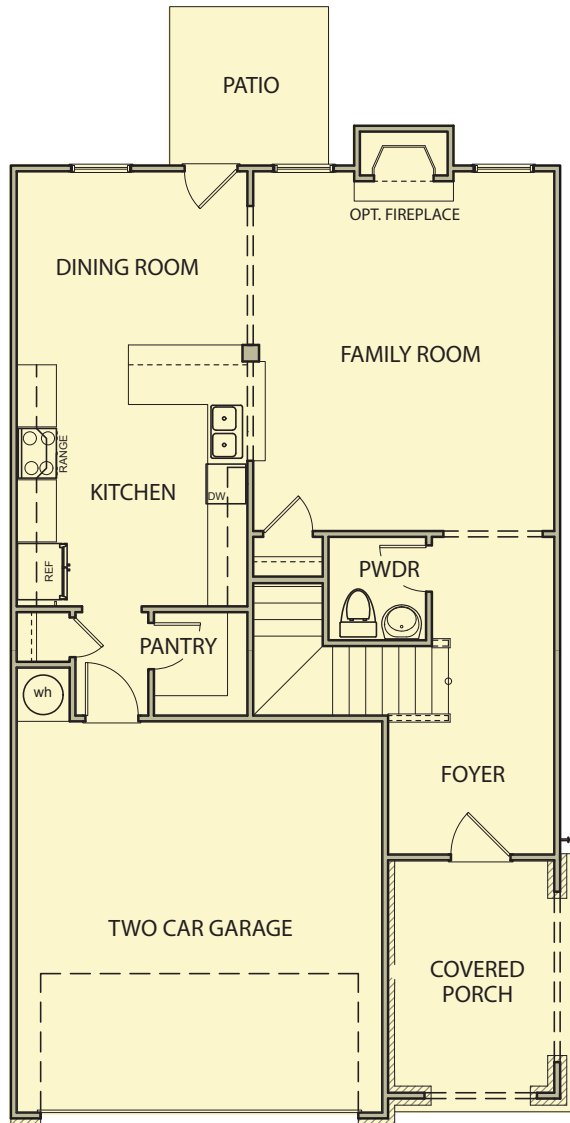 PATIO
OPT. FIREPLACE
DINING ROOM
FAMILY ROOM
RANGE
KITCHEN
DW
REF
PWDR
PANTRY
wh
FOYER
TWO CAR GARAGE
COVERED
PORCH